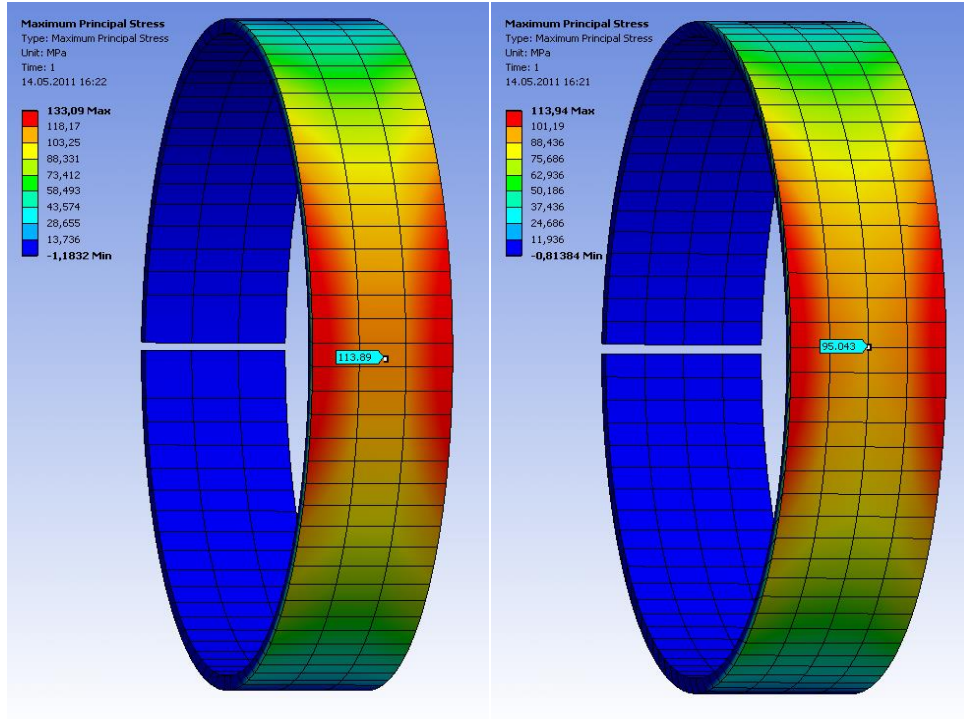 Maximum Principal Stress
Type: Maximum Principal Stress
Unit: MPa
Time: 1
14.05.2011 16:22
133,09 Max
118,17
103,25
88,331
73,412
58,493
43,574
28,655
13,736
-1,1832 Min
113.89
Maximum Principal Stress
Type: Maximum Principal Stress
Unit: MPa
Time: 1
14.05.2011 16:21
113,94 Max
101,19
88,436
75,686
62,936
50,186
37,436
24,686
11,936
-0,81384 Min
95.043